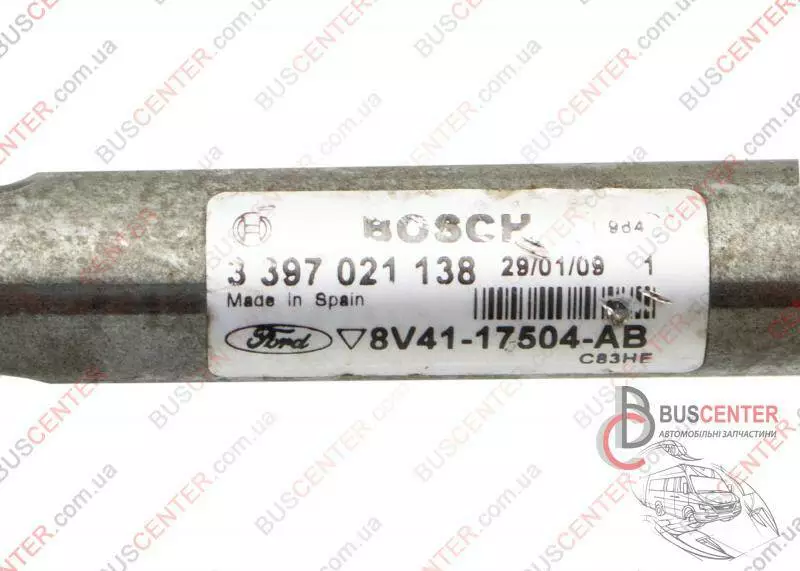 BOSCH 984
3 397 021 138 29/01/09 1
Made in Spain
Ford 8V41-17504-AB
C83HE
BUSCENTER
АВТОМОБІЛЬНІ ЗАПЧАСТИНИ
BUSCENTER.com.ua